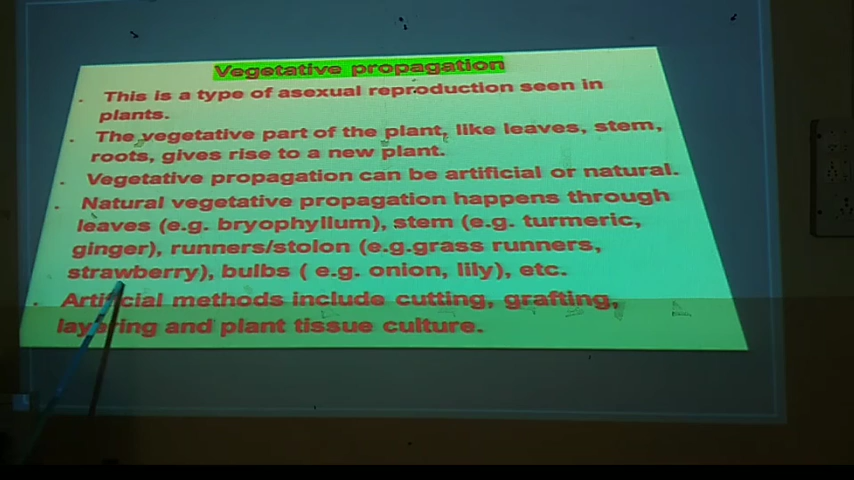 Vegetative propagation
• This is a type of asexual reproduction seen in
plants.
• The vegetative part of the plant, like leaves, stem,
roots, gives rise to a new plant.
• Vegetative propagation can be artificial or natural.
• Natural vegetative propagation happens through
leaves (e.g. bryophyllum), stem (e.g. turmeric,
ginger), runners/stolon (e.g.grass runners,
strawberry), bulbs ( e.g. onion, lily), etc.
• Artificial methods include cutting, grafting,
layering and plant tissue culture.